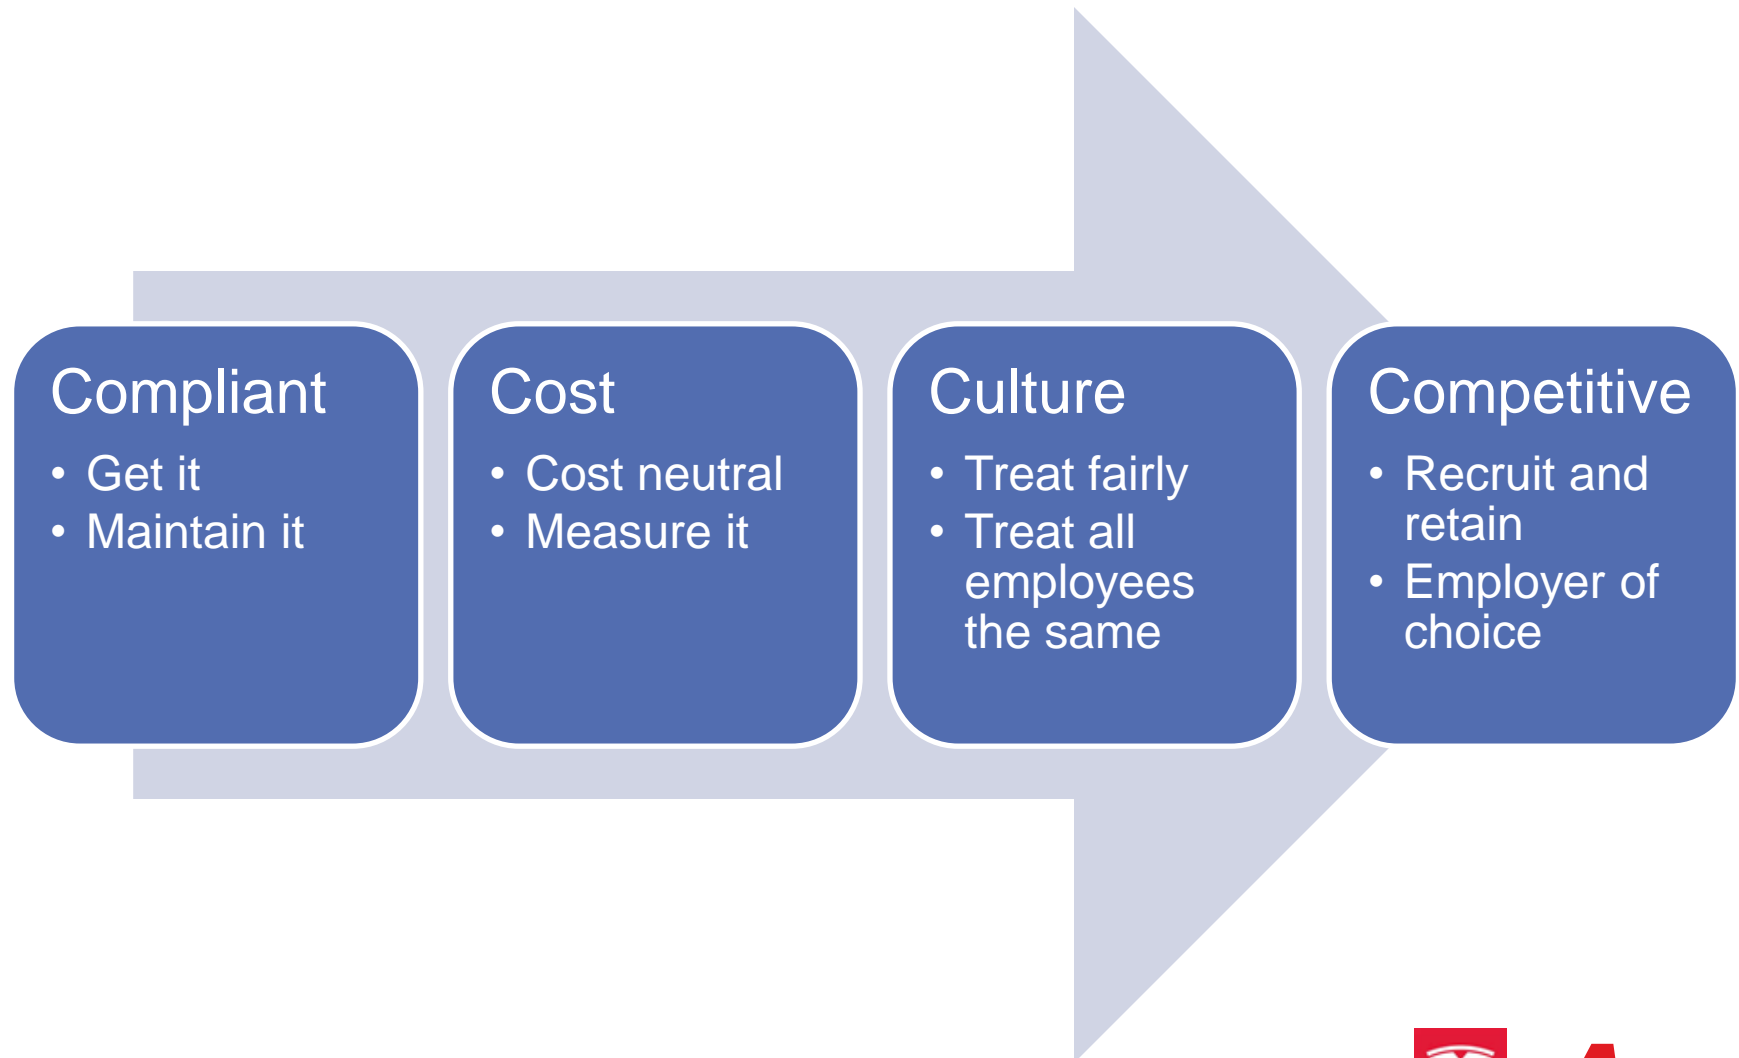 Compliant
• Get it
• Maintain it
Cost
• Cost neutral
• Measure it
Culture
• Treat fairly
• Treat all
employees
the same
Competitive
• Recruit and
retain
• Employer of
choice